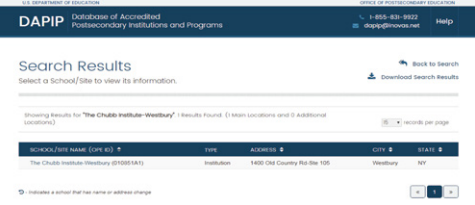 U.S. DEPARTMENT OF EDUCATION
OFFICE OF POSTSECONDARY EDUCATION
DAPIP
Database of Accredited
Postsecondary Institutions and Programs
1-855-831-9922
dapip@inovas.net
Help
Search Results
Select a School/Site to view its information.
Back to Search
Download Search Results
Showing Results for "The Chubb Institute-Westbury" 1 Results Found (1 Main Locations and 0 Additional
Locations)
records per page
SCHOOL/SITE NAME (OPE ID) TYPE ADDRESS CITY STATE
The Chubb Institute-Westbury (010051A1) Institution 1400 Old Country Rd-Ste 105 Westbury NY
- Indicates a school that has name or address change
« 1 »